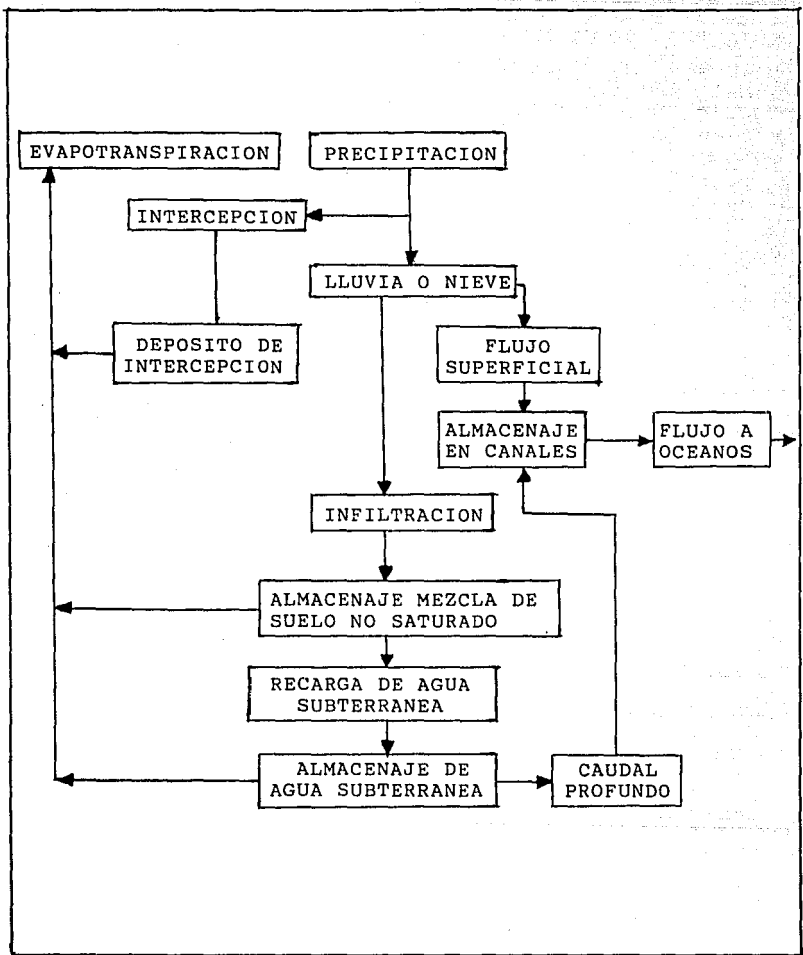 EVAPOTRANSPIRACION
PRECIPITACION
INTERCEPCION
LLUVIA O NIEVE
DEPOSITO DE
INTERCEPCION
FLUJO
SUPERFICIAL
ALMACENAJE
EN CANALES
FLUJO A
OCEANOS
INFILTRACION
ALMACENAJE MEZCLA DE
SUELO NO SATURADO
RECARGA DE AGUA
SUBTERRANEA
ALMACENAJE DE
AGUA SUBTERRANEA
CAUDAL
PROFUNDO